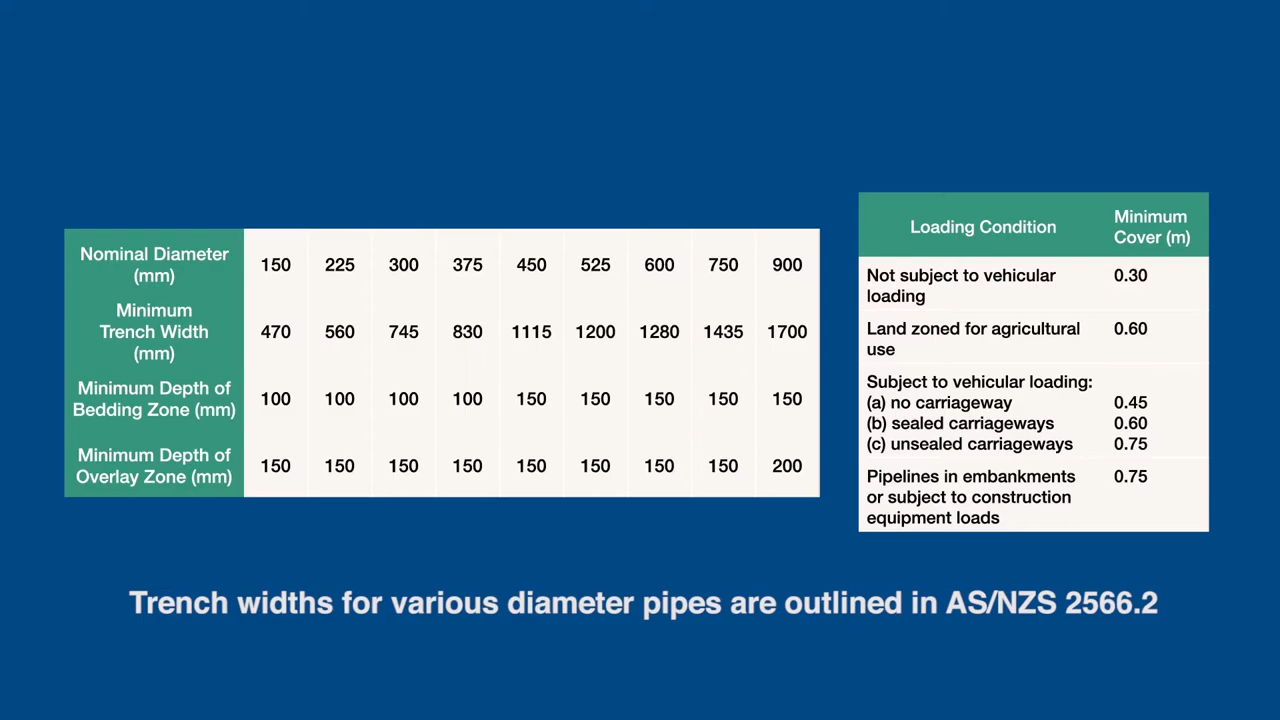 Nominal Diameter (mm) 150 225 300 375 450 525 600 750 900
Minimum Trench Width (mm) 470 560 745 830 1115 1200 1280 1435 1700
Minimum Depth of Bedding Zone (mm) 100 100 100 100 150 150 150 150 150
Minimum Depth of Overlay Zone (mm) 150 150 150 150 150 150 150 150 200
Loading Condition Minimum Cover (m)
Not subject to vehicular loading 0.30
Land zoned for agricultural use 0.60
Subject to vehicular loading:
(a) no carriageway 0.45
(b) sealed carriageways 0.60
(c) unsealed carriageways 0.75
Pipelines in embankments or subject to construction equipment loads 0.75
Trench widths for various diameter pipes are outlined in AS/NZS 2566.2